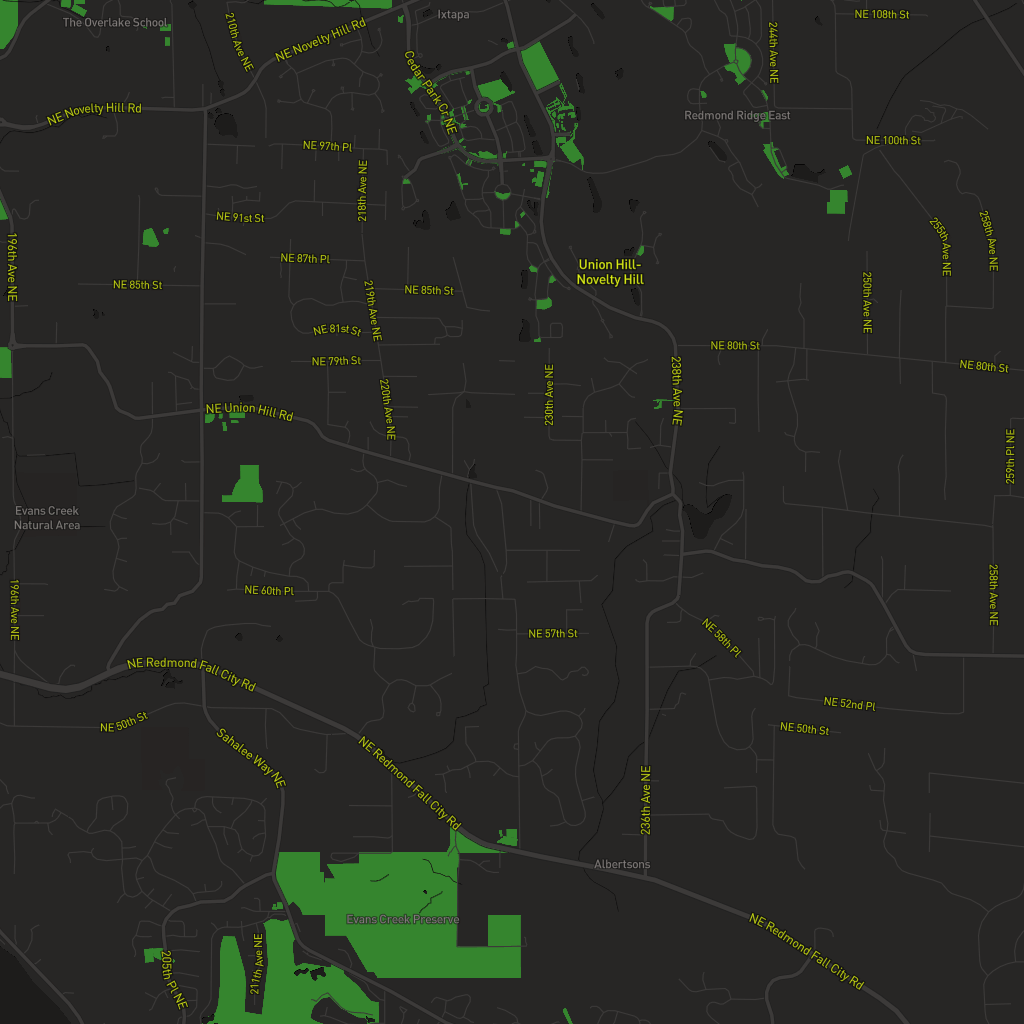 The Overlake School
210th Ave NE
NE Novelty Hill Rd
Ixtapa
NE 108th St
244th Ave NE
Cedar Park Cr NE
NE Novelty Hill Rd
Redmond Ridge East
NE 97th Pl
NE 100th St
218th Ave NE
NE 91st St
196th Ave NE
255th Ave NE
258th Ave NE
NE 87th Pl
Union Hill-
Novelty Hill
NE 85th St
NE 85th St
219th Ave NE
250th Ave NE
NE 81st St
NE 79th St
NE 80th St
NE 80th St
238th Ave NE
230th Ave NE
220th Ave NE
NE Union Hill Rd
259th Pl NE
Evans Creek
Natural Area
196th Ave NE
NE 60th Pl
258th Ave NE
NE 57th St
NE 58th Pl
NE Redmond Fall City Rd
NE 52nd Pl
NE 50th St
NE 50th St
Sahalee Way NE
NE Redmond Fall City Rd
236th Ave NE
Albertsons
Evans Creek Preserve
NE Redmond Fall City Rd
211th Ave NE
205th Pl NE